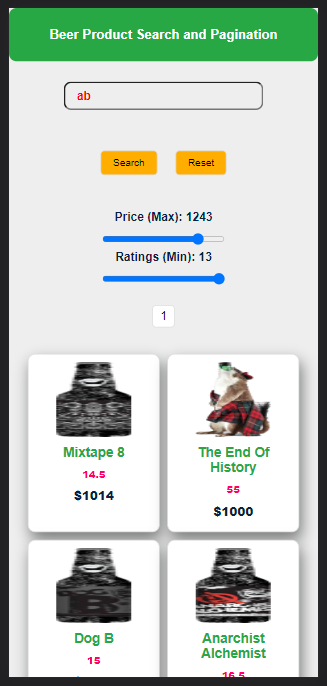 Beer Product Search and Pagination
ab
Search
Reset
Price (Max): 1243
Ratings (Min): 13
1
Mixtape 8
14.5
$1014
The End Of
History
55
$1000
Dog B
15
Anarchist
Alchemist
16.5